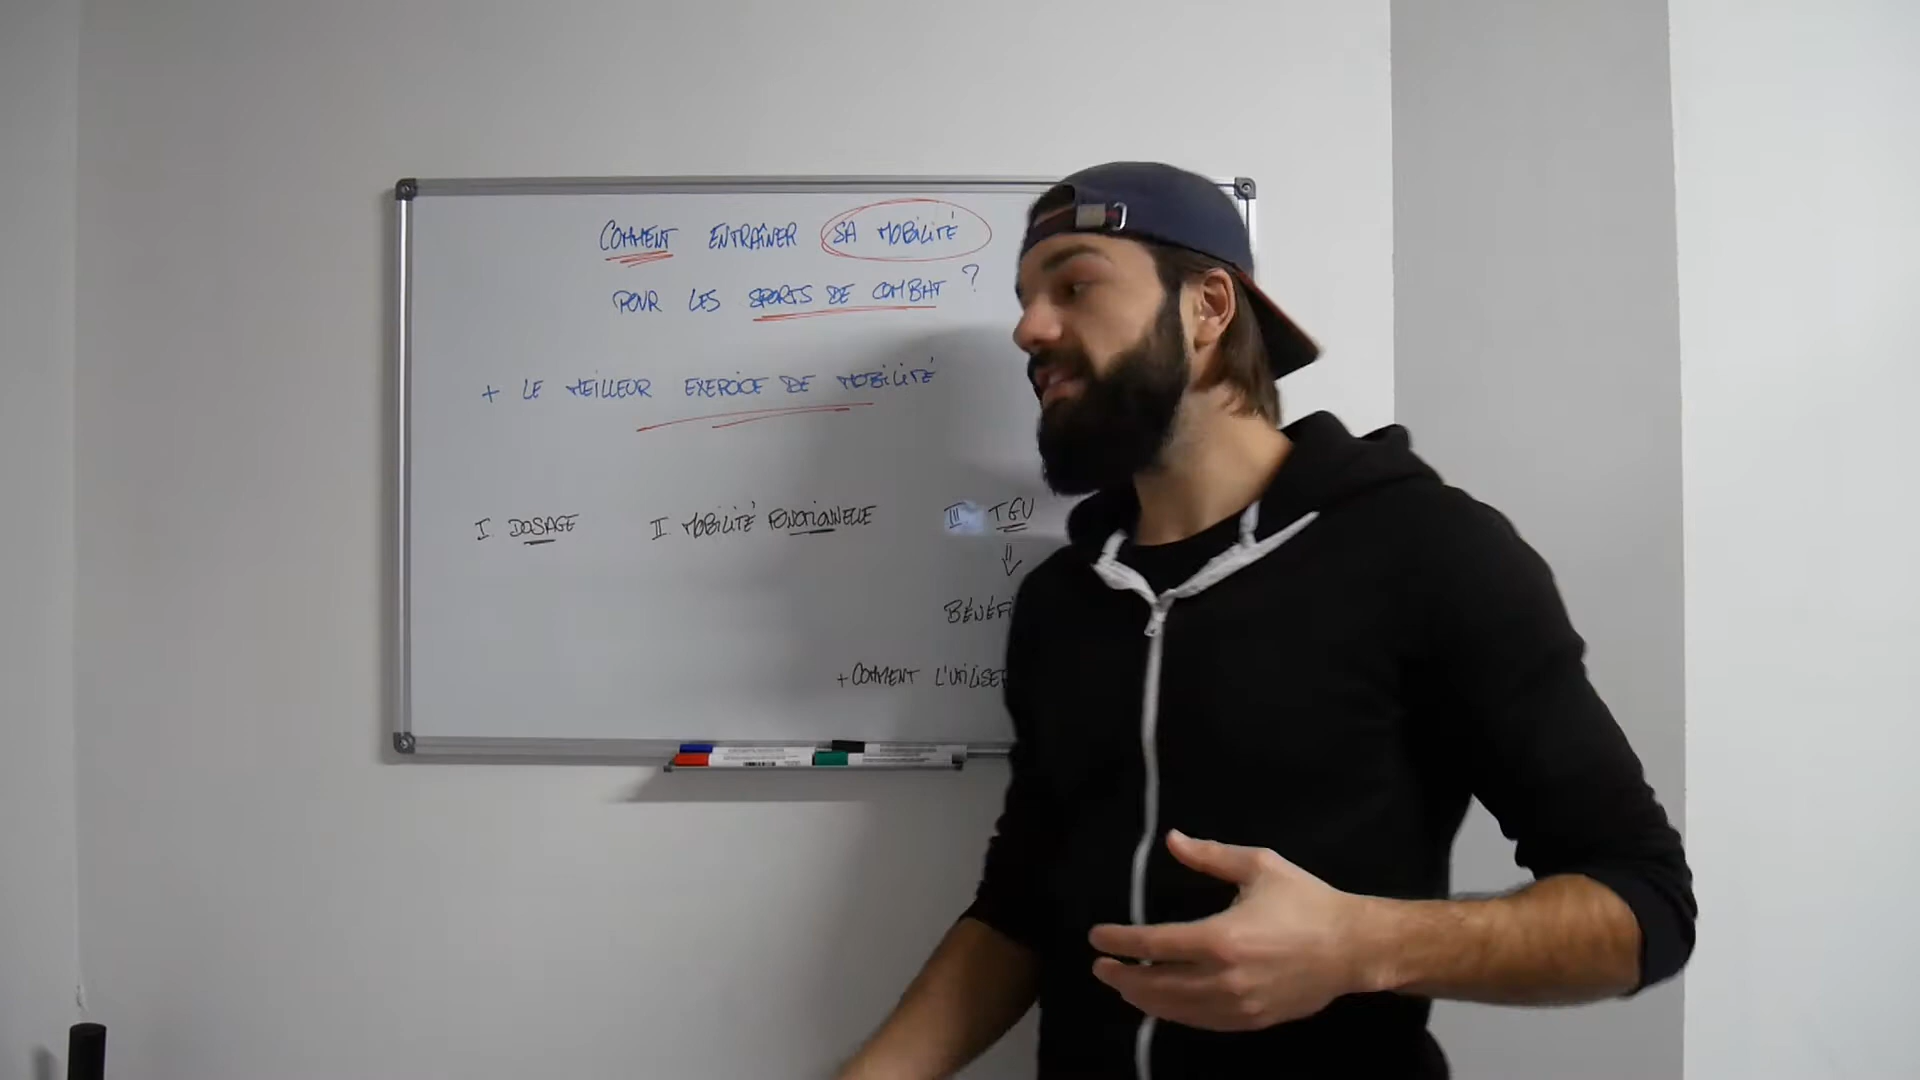 COMMENT ENTRAÎNER SA MOBILITÉ
POUR LES SPORTS DE COMBAT ?
+ LE MEILLEUR EXERCICE DE MOBILITÉ
I DOSAGE
II MOBILITÉ FONCTIONNELLE
III TGU
BÉNÉFI
+ COMMENT L'UTILISER